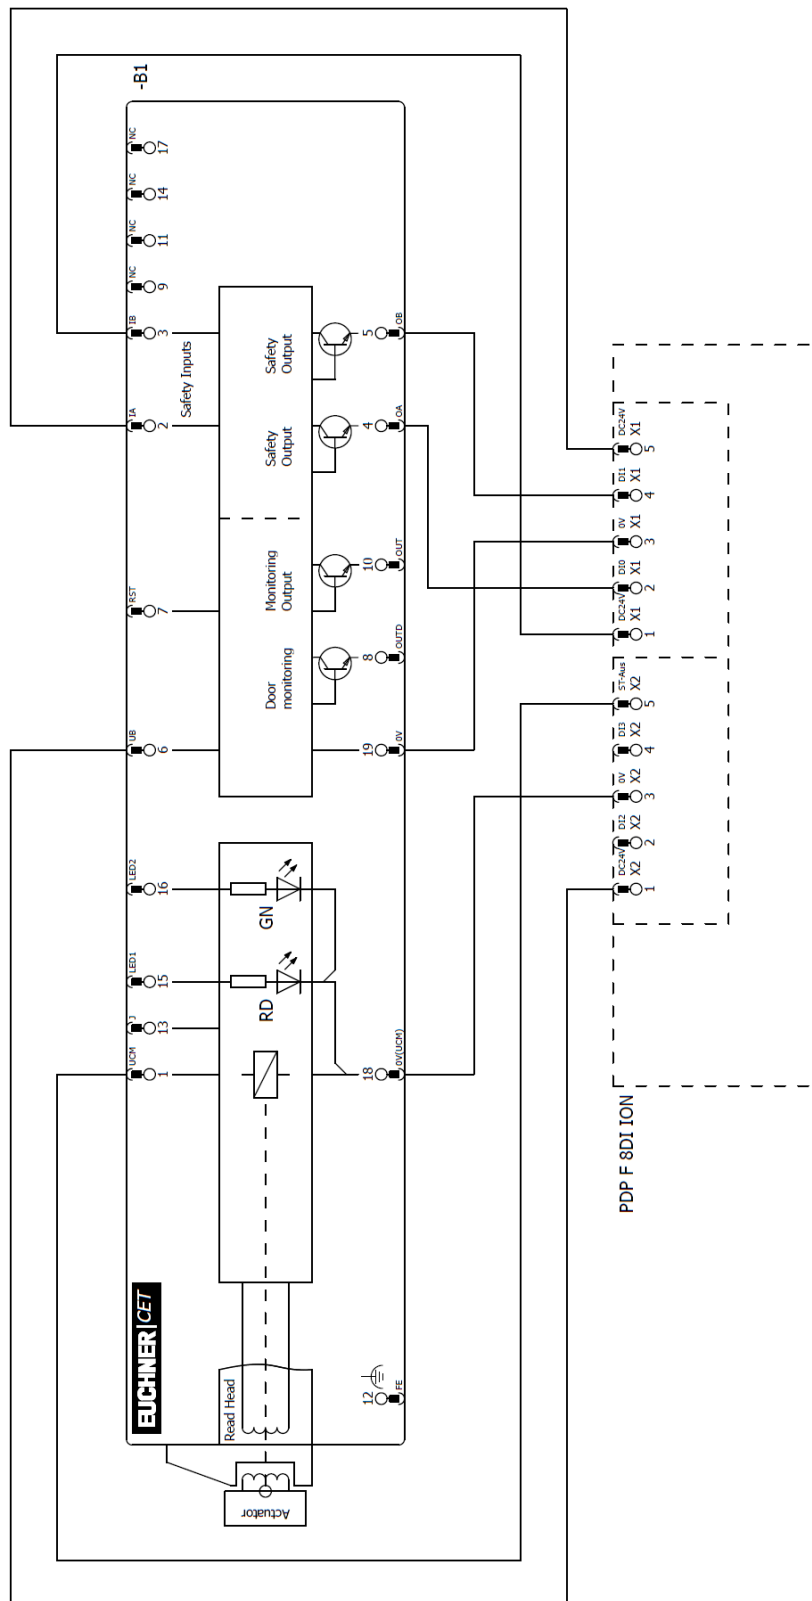 -B1
NC
17
NC
14
NC
11
NC
9
IB
3
Safety Inputs
IA
2
RST
7
UB
6
LED2
16
LED1
15
J
13
UCM
1
Safety
Output
5
OB
Safety
Output
4
OA
Monitoring
Output
10
OUT
Door
monitoring
8
OUTD
19
0V
GN
RD
18
0V(UCM)
EUCHNER|CET
Read Head
12
FE
Actuator
DC24V
X1
5
DI1
X1
4
0V
X1
3
DI0
X1
2
DC24V
X1
1
ST-Aus
X2
5
DI3
X2
4
0V
X2
3
DI2
X2
2
DC24V
X2
1
PDP F 8DI ION